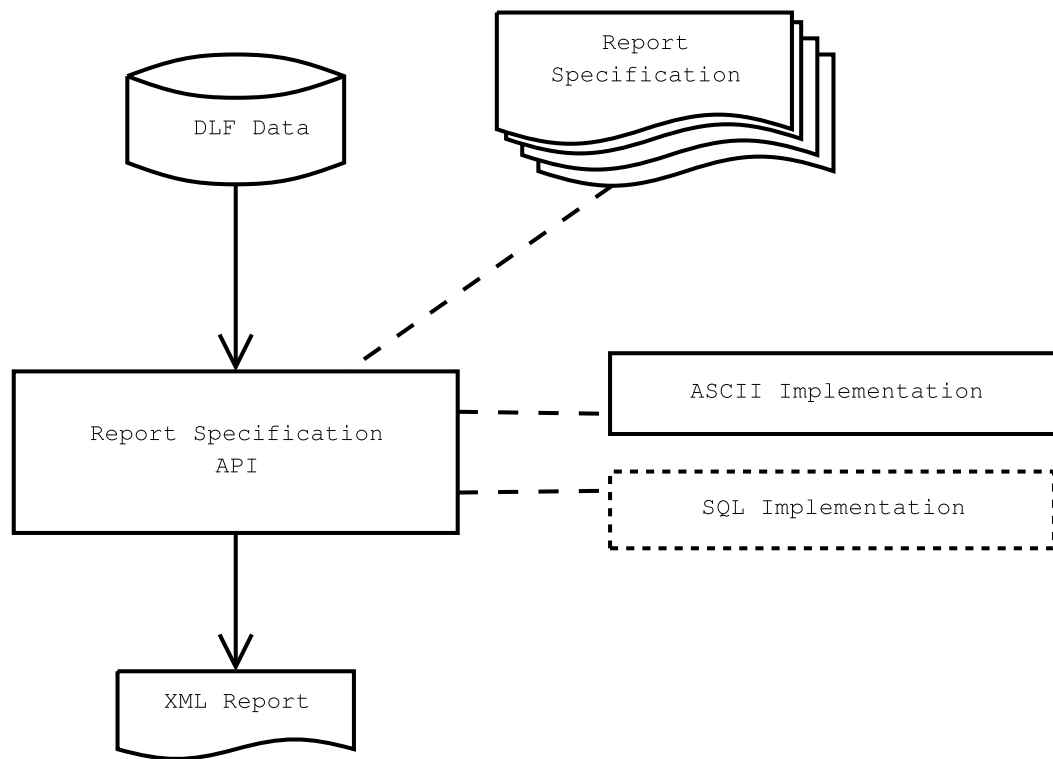 Report
Specification
DLF Data
ASCII Implementation
Report Specification
API
SQL Implementation
XML Report